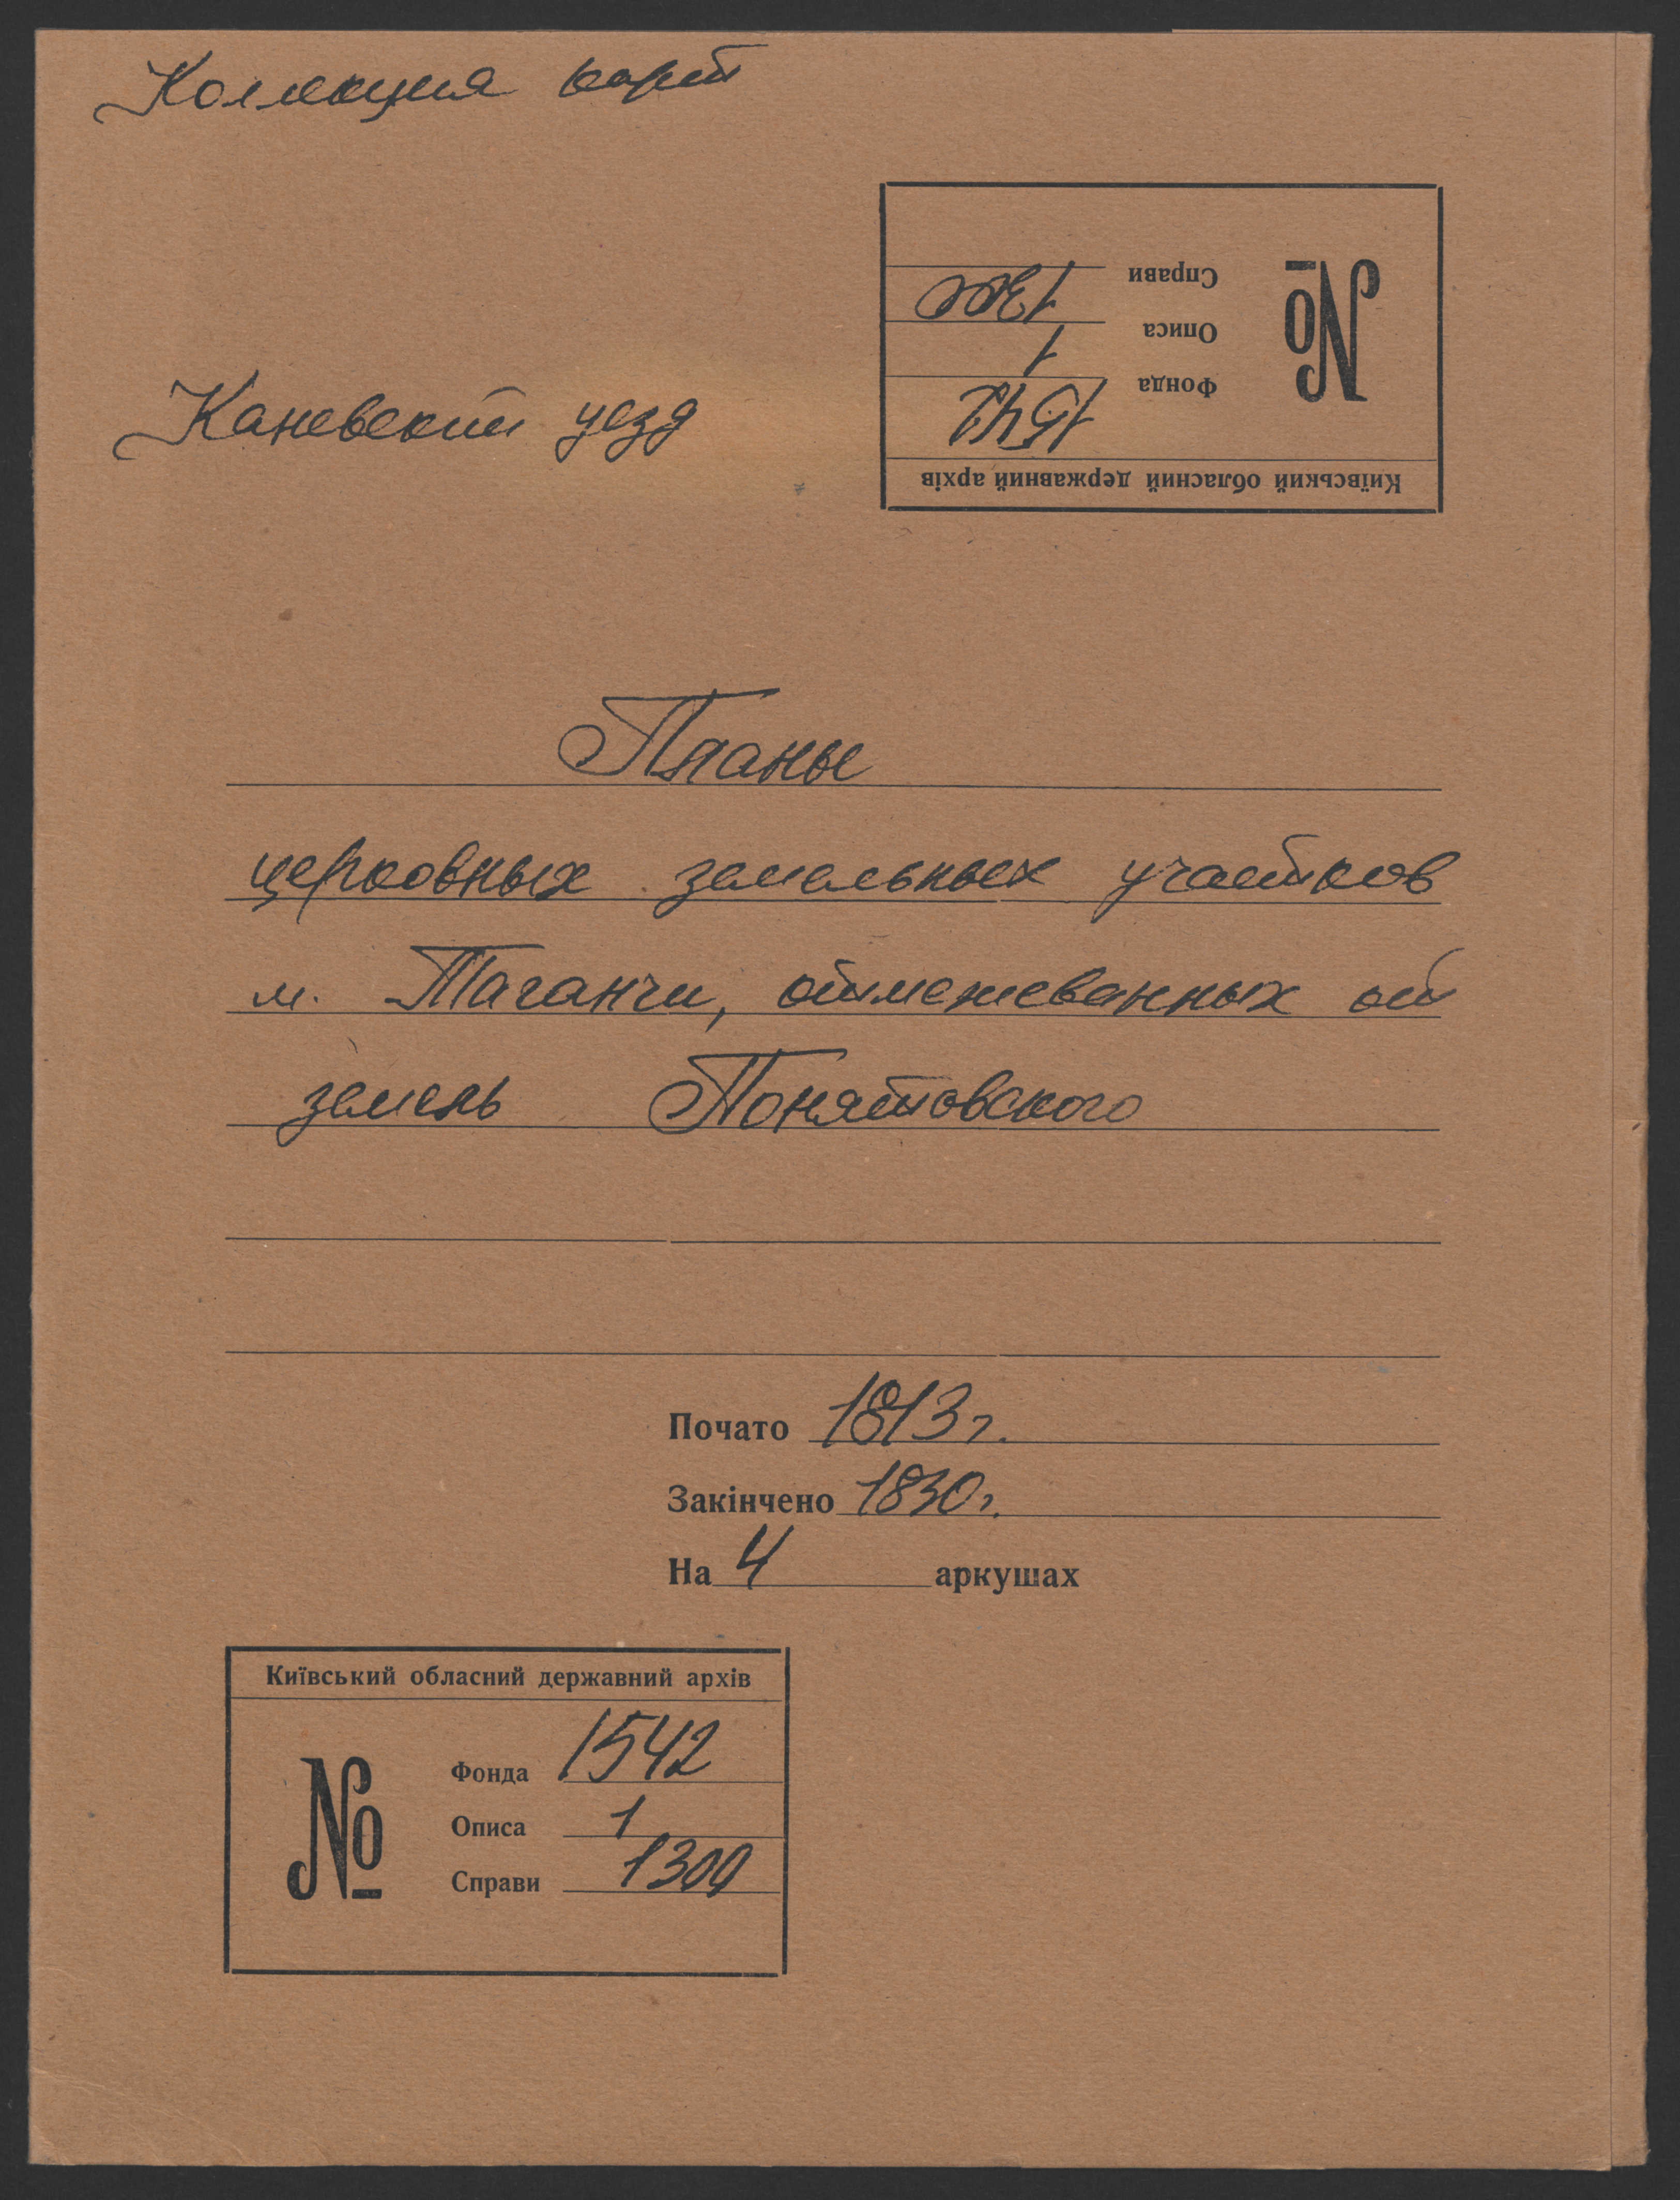 Коллекция карт
Справи 1300
Описа 1
Фонда 1542
Київський обласний державний архів
№
Каневский уезд
Планы
церковных земельных участков
м. Таганчи, отмежеванных от
земель Понятовского
Почато 1813 г.
Закінчено 1830 г.
На 4 аркушах
Київський обласний державний архів
№
Фонда 1542
Описа 1
Справи 1300